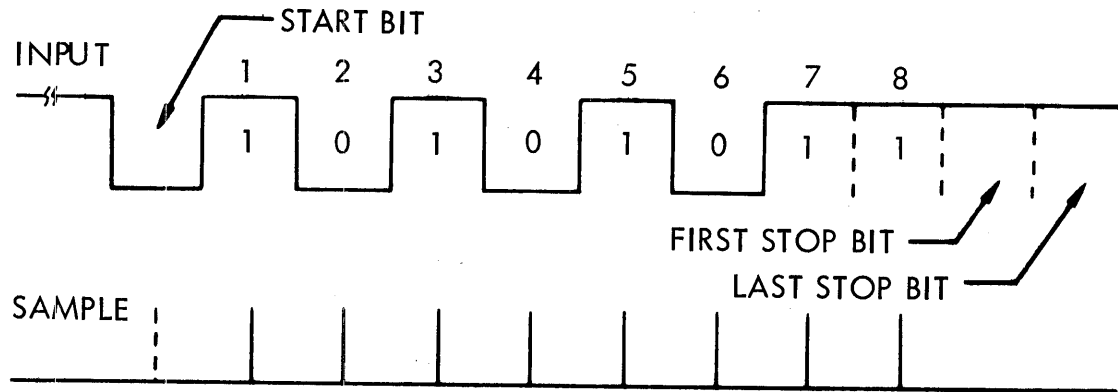 START BIT
INPUT
1 2 3 4 5 6 7 8
1 0 1 0 1 0 1 1
FIRST STOP BIT
LAST STOP BIT
SAMPLE